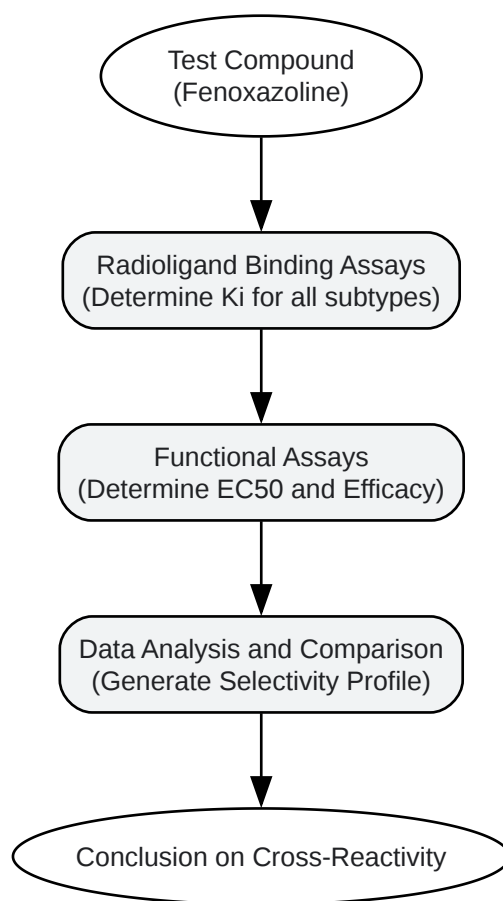 Test Compound
(Fenoxazoline)
Radioligand Binding Assays
(Determine Ki for all subtypes)
Functional Assays
(Determine EC50 and Efficacy)
Data Analysis and Comparison
(Generate Selectivity Profile)
Conclusion on Cross-Reactivity